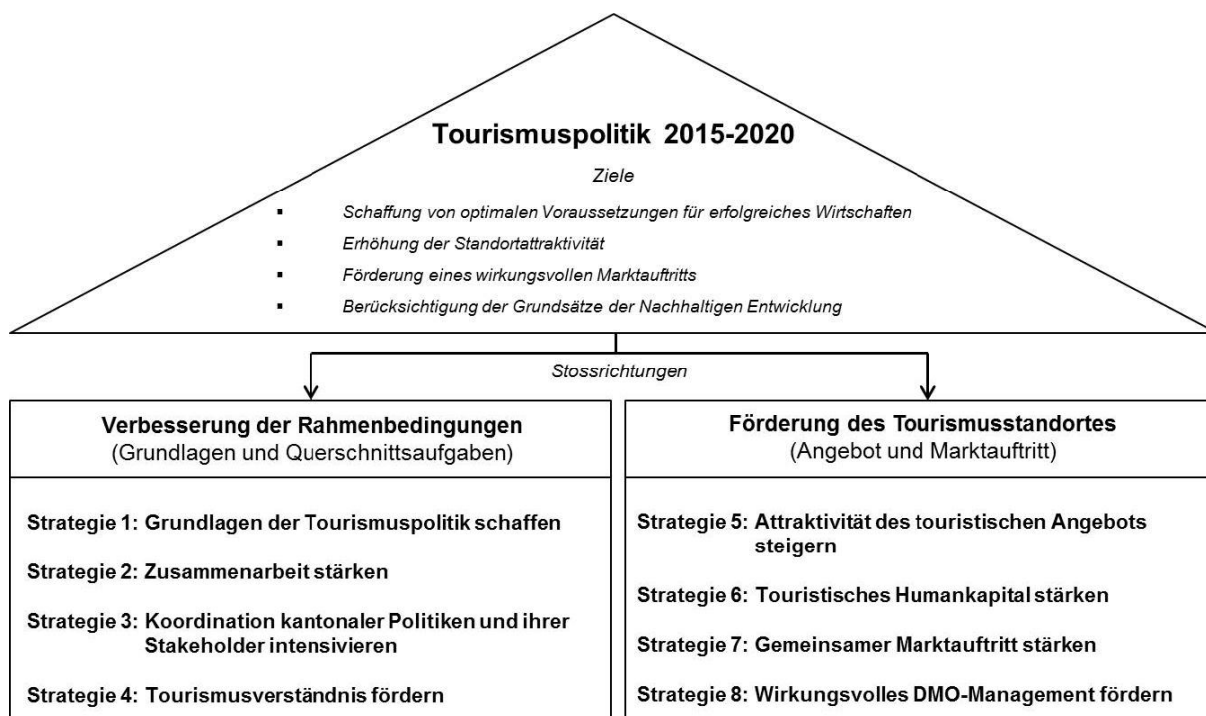 Tourismuspolitik 2015-2020
Ziele
▪ Schaffung von optimalen Voraussetzungen für erfolgreiches Wirtschaften
▪ Erhöhung der Standortattraktivität
▪ Förderung eines wirkungsvollen Marktauftritts
▪ Berücksichtigung der Grundsätze der Nachhaltigen Entwicklung
Stossrichtungen
Verbesserung der Rahmenbedingungen
(Grundlagen und Querschnittsaufgaben)
Strategie 1: Grundlagen der Tourismuspolitik schaffen
Strategie 2: Zusammenarbeit stärken
Strategie 3: Koordination kantonaler Politiken und ihrer
Stakeholder intensivieren
Strategie 4: Tourismusverständnis fördern
Förderung des Tourismusstandortes
(Angebot und Marktauftritt)
Strategie 5: Attraktivität des touristischen Angebots
steigern
Strategie 6: Touristisches Humankapital stärken
Strategie 7: Gemeinsamer Marktauftritt stärken
Strategie 8: Wirkungsvolles DMO-Management fördern